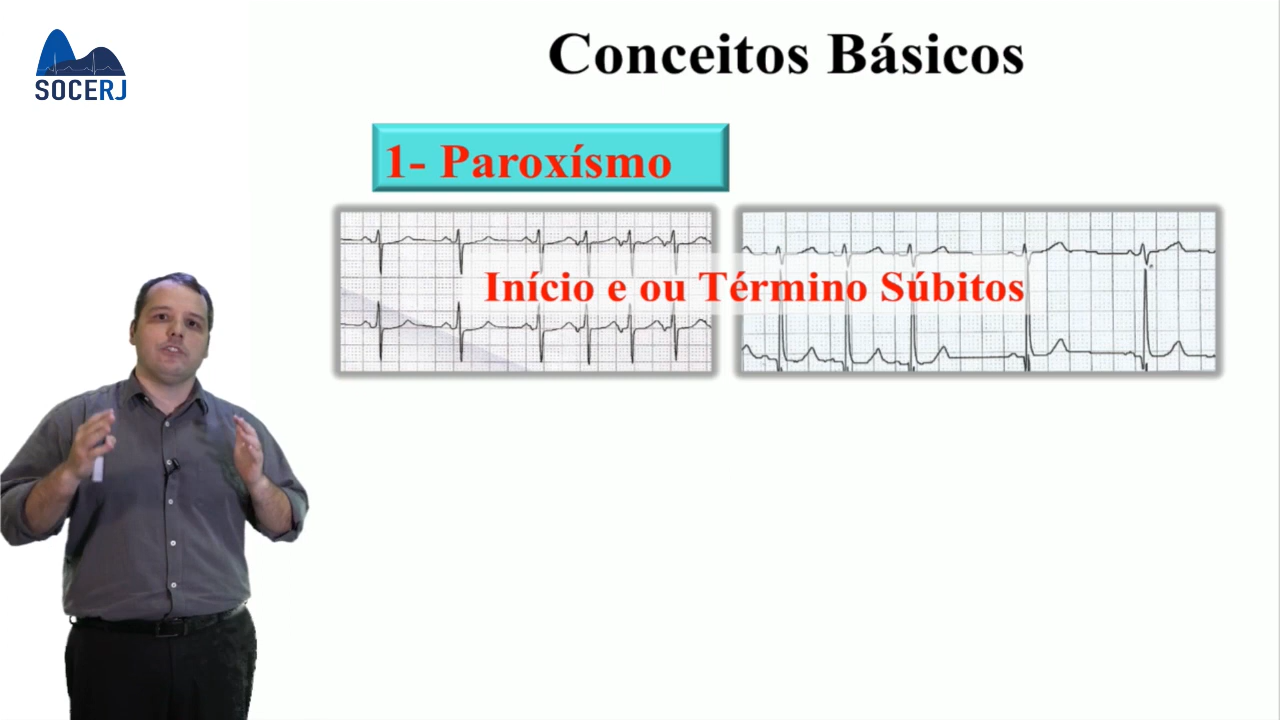 SOCERJ
Conceitos Básicos
1- Paroxísmo
Início e ou Término Súbitos